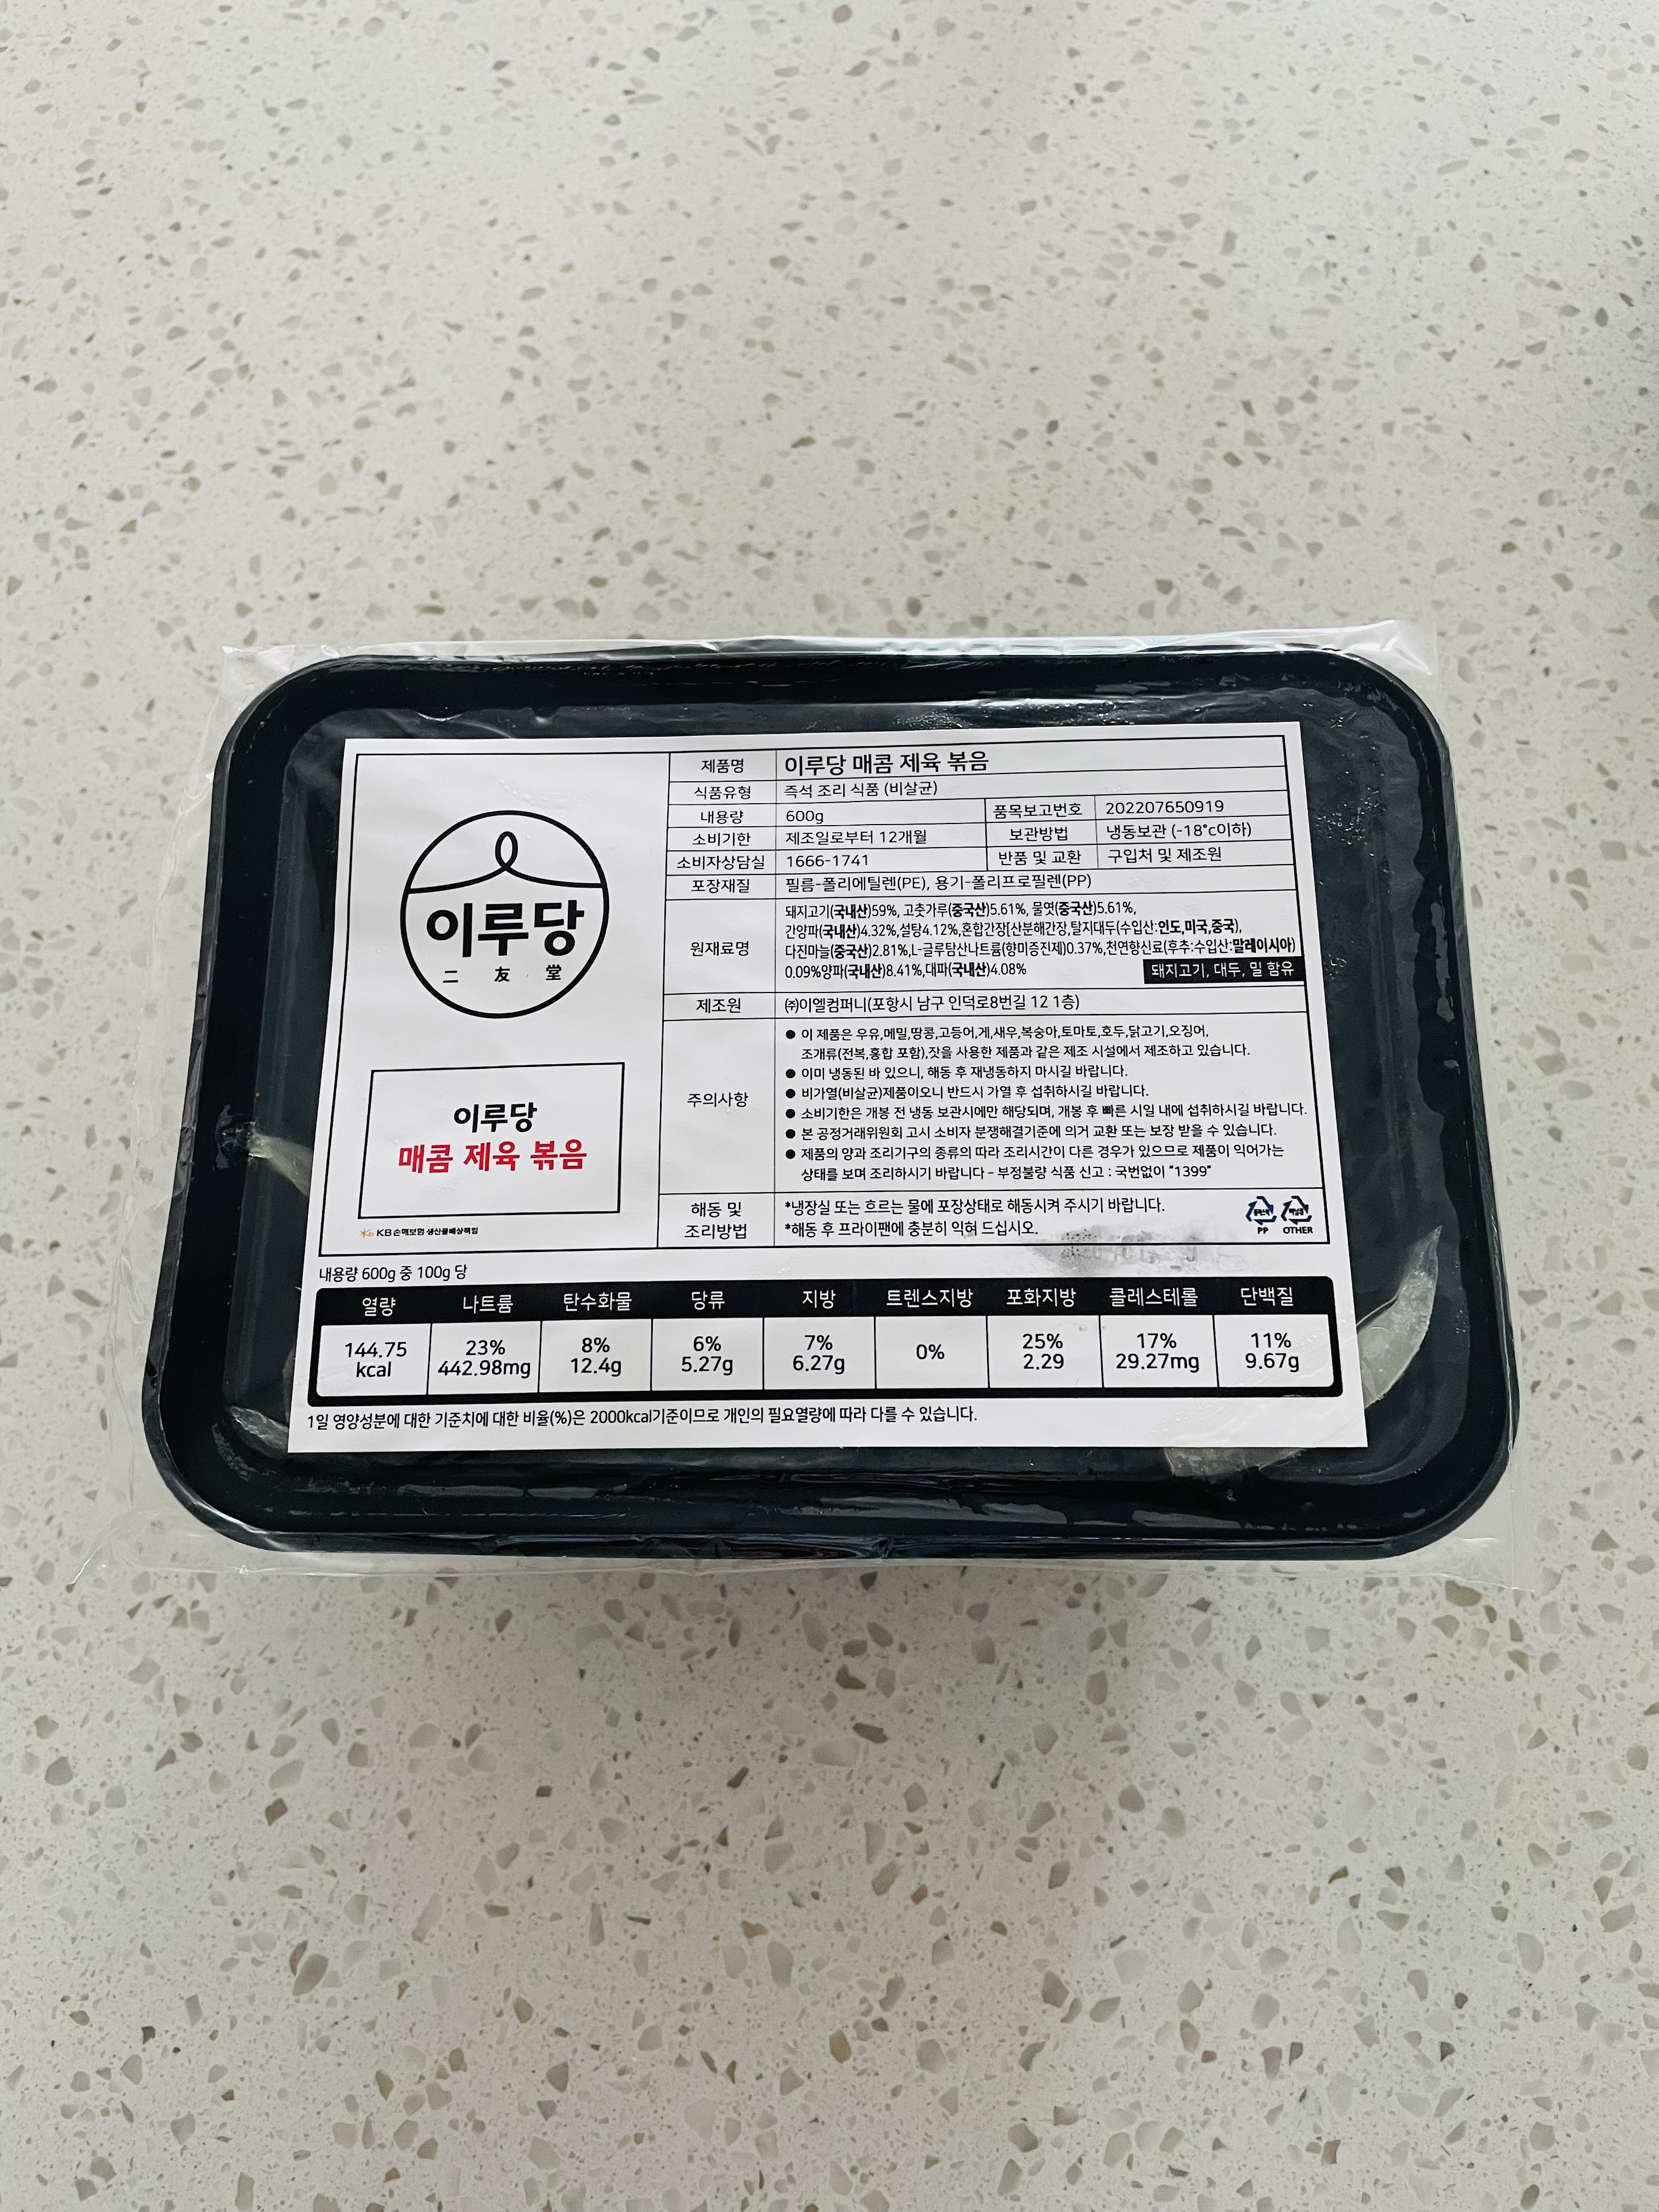 이루당
二 友 堂
이루당
매콤 제육 볶음
KB손해보험 생산물배상책임
제품명 이루당 매콤 제육 볶음
식품유형 즉석 조리 식품 (비살균)
내용량 600g 품목보고번호 202207650919
소비기한 제조일로부터 12개월 보관방법 냉동보관 (-18°c이하)
소비자상담실 1666-1741 반품 및 교환 구입처 및 제조원
포장재질 필름-폴리에틸렌(PE), 용기-폴리프로필렌(PP)
원재료명
돼지고기(국내산)59%, 고춧가루(중국산)5.61%, 물엿(중국산)5.61%,
간양파(국내산)4.32%,설탕4.12%,혼합간장[산분해간장,탈지대두(수입산:인도,미국,중국),
다진마늘(중국산)2.81%,L-글루탐산나트륨(향미증진제)0.37%,천연향신료(후추:수입산:말레이시아)
0.09%양파(국내산)8.41%,대파(국내산)4.08% 돼지고기, 대두, 밀 함유
제조원 ㈜이엘컴퍼니(포항시 남구 인덕로8번길 12 1층)
주의사항
● 이 제품은 우유,메밀,땅콩,고등어,게,새우,복숭아,토마토,호두,닭고기,오징어,
조개류(전복,홍합 포함),잣을 사용한 제품과 같은 제조 시설에서 제조하고 있습니다.
● 이미 냉동된 바 있으니, 해동 후 재냉동하지 마시길 바랍니다.
● 비가열(비살균)제품이오니 반드시 가열 후 섭취하시길 바랍니다.
● 소비기한은 개봉 전 냉동 보관시에만 해당되며, 개봉 후 빠른 시일 내에 섭취하시길 바랍니다.
● 본 공정거래위원회 고시 소비자 분쟁해결기준에 의거 교환 또는 보장 받을 수 있습니다.
● 제품의 양과 조리기구의 종류의 따라 조리시간이 다른 경우가 있으므로 제품이 익어가는
상태를 보며 조리하시기 바랍니다 - 부정불량 식품 신고 : 국번없이 "1399"
해동 및 조리방법
*냉장실 또는 흐르는 물에 포장상태로 해동시켜 주시기 바랍니다.
*해동 후 프라이팬에 충분히 익혀 드십시오.
PP OTHER
내용량 600g 중 100g 당
열량 나트륨 탄수화물 당류 지방 트렌스지방 포화지방 콜레스테롤 단백질
144.75 23% 8% 6% 7% 0% 25% 17% 11%
kcal 442.98mg 12.4g 5.27g 6.27g 2.29 29.27mg 9.67g
1일 영양성분에 대한 기준치에 대한 비율(%)은 2000kcal기준이므로 개인의 필요열량에 따라 다를 수 있습니다.